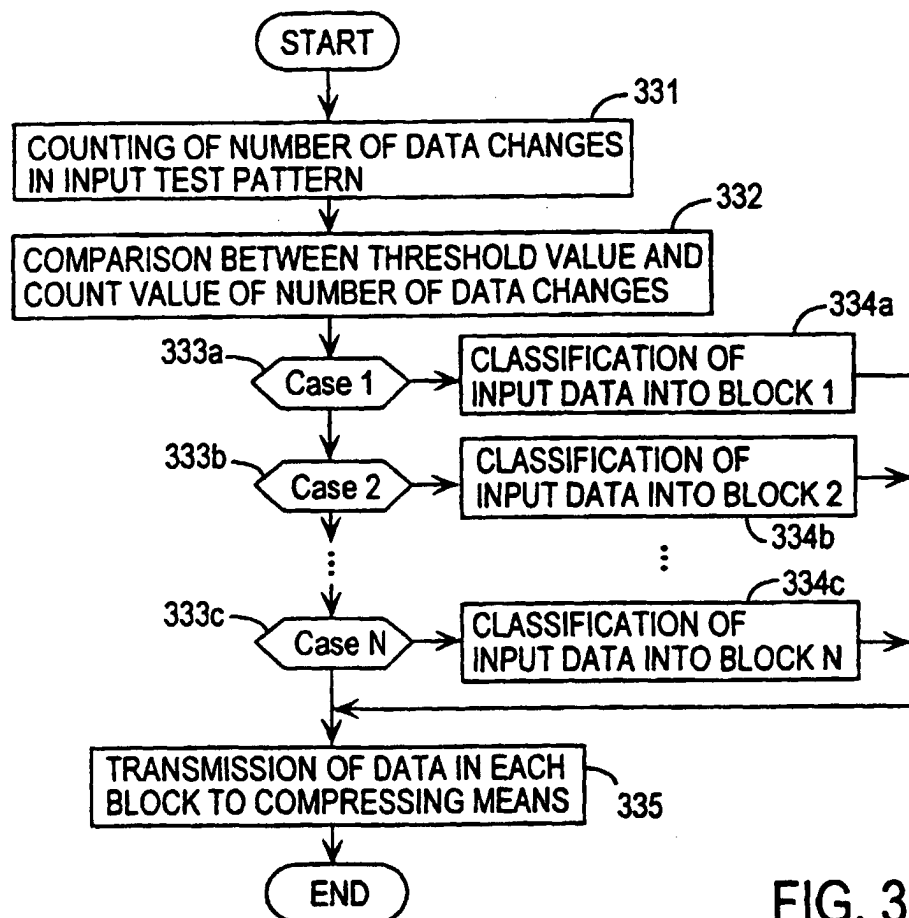 START
331
COUNTING OF NUMBER OF DATA CHANGES
IN INPUT TEST PATTERN
332
COMPARISON BETWEEN THRESHOLD VALUE AND
COUNT VALUE OF NUMBER OF DATA CHANGES
333a
Case 1
334a
CLASSIFICATION OF
INPUT DATA INTO BLOCK 1
333b
Case 2
CLASSIFICATION OF
INPUT DATA INTO BLOCK 2
334b
333c
Case N
334c
CLASSIFICATION OF
INPUT DATA INTO BLOCK N
TRANSMISSION OF DATA IN EACH
BLOCK TO COMPRESSING MEANS
335
END
FIG. 3